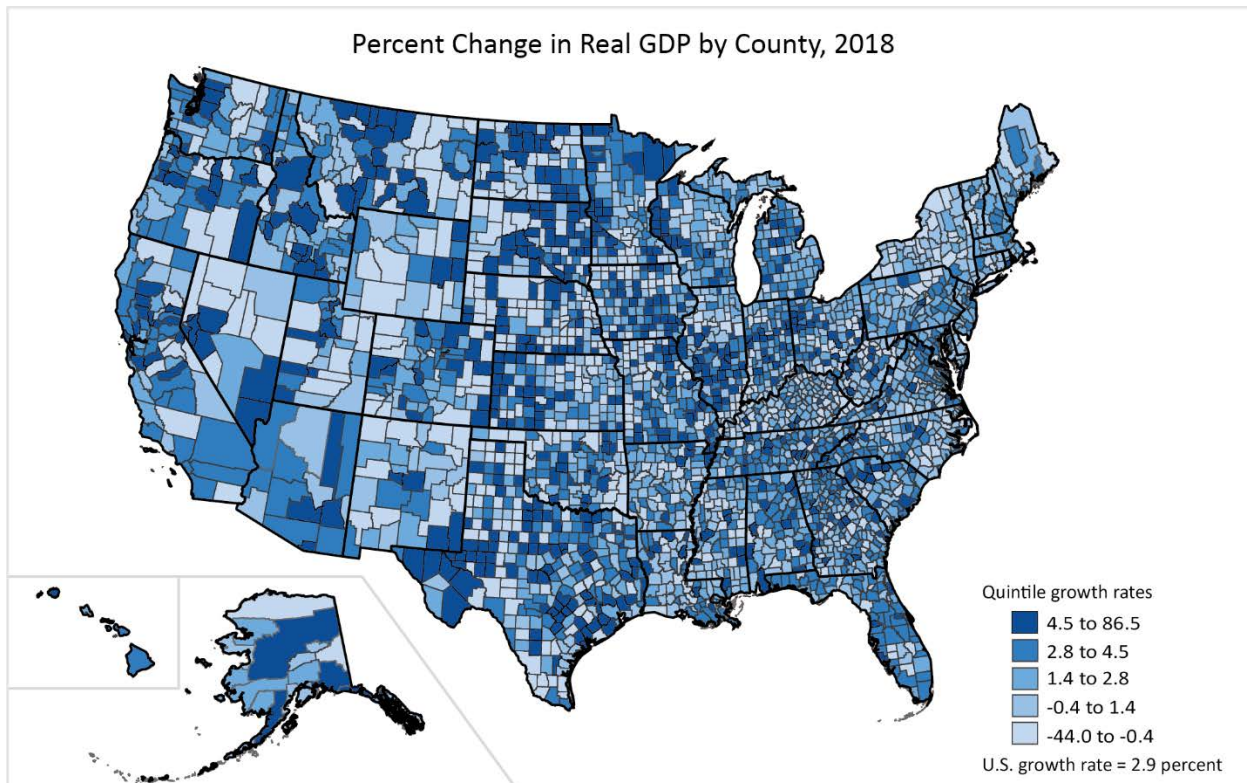 Percent Change in Real GDP by County, 2018
Quintile growth rates
4.5 to 86.5
2.8 to 4.5
1.4 to 2.8
-0.4 to 1.4
-44.0 to -0.4
U.S. growth rate = 2.9 percent